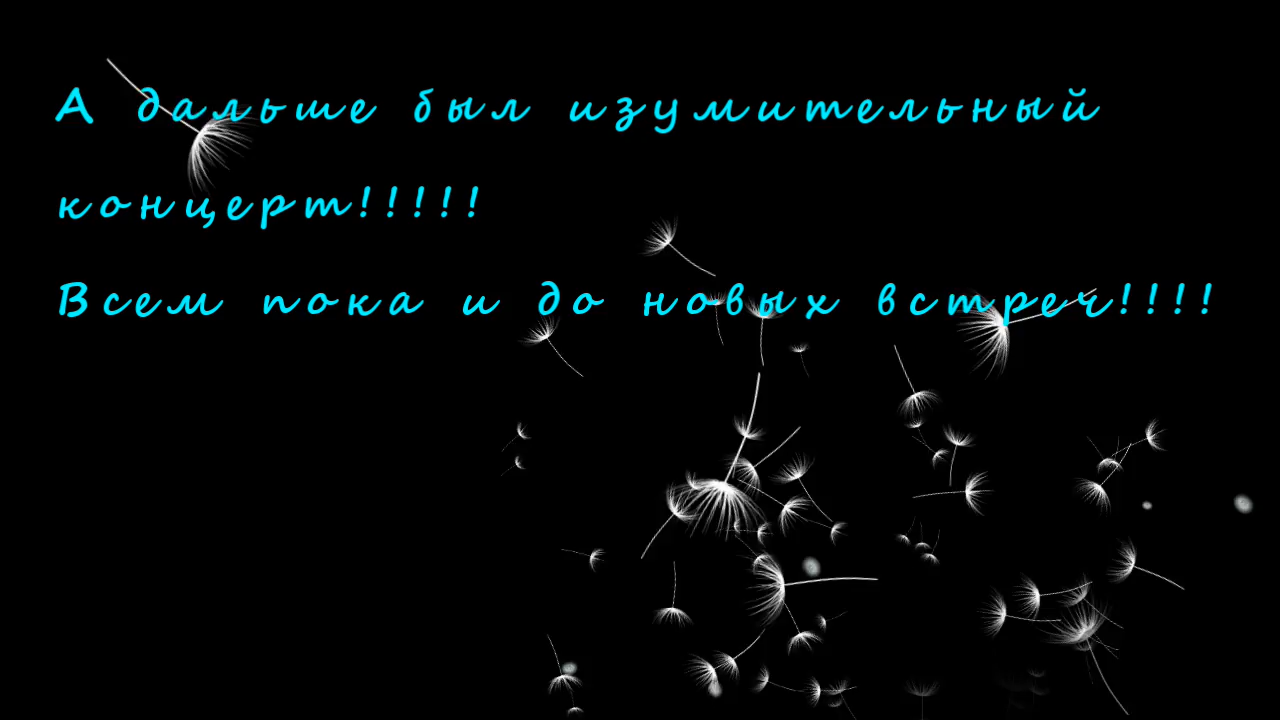 А дальше был изумительный
концерт!!!!!
Всем пока и до новых встреч!!!!